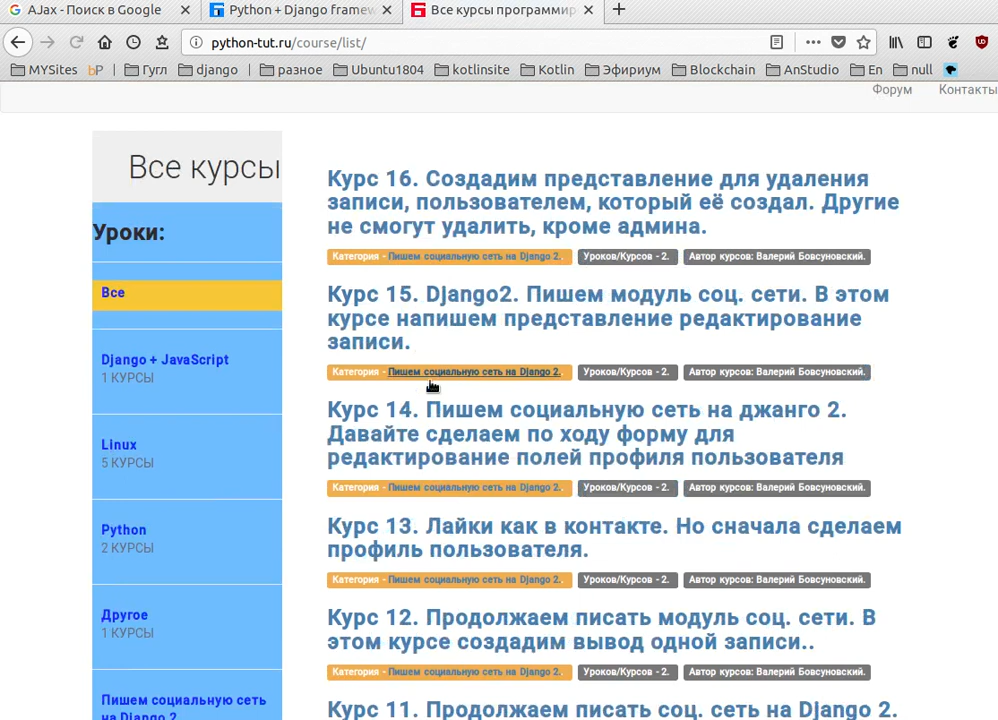 AJax - Поиск в Google
Python + Django framew
Все курсы программир
python-tut.ru/course/list/
MYSites
bP
Гугл
django
разное
Ubuntu1804
kotlinsite
Kotlin
Эфириум
Blockchain
AnStudio
En
null
Форум
Контакты
Все курсы
Уроки:
Все
Django + JavaScript
1 КУРСЫ
Linux
5 КУРСЫ
Python
2 КУРСЫ
Другое
1 КУРСЫ
Пишем социальную сеть
на Django 2.
Курс 16. Создадим представление для удаления
записи, пользователем, который её создал. Другие
не смогут удалить, кроме админа.
Категория - Пишем социальную сеть на Django 2. Уроков/Курсов - 2. Автор курсов: Валерий Бовсуновский.
Курс 15. Django2. Пишем модуль соц. сети. В этом
курсе напишем представление редактирование
записи.
Категория - Пишем социальную сеть на Django 2. Уроков/Курсов - 2. Автор курсов: Валерий Бовсуновский.
Курс 14. Пишем социальную сеть на джанго 2.
Давайте сделаем по ходу форму для
редактирование полей профиля пользователя
Категория - Пишем социальную сеть на Django 2. Уроков/Курсов - 2. Автор курсов: Валерий Бовсуновский.
Курс 13. Лайки как в контакте. Но сначала сделаем
профиль пользователя.
Категория - Пишем социальную сеть на Django 2. Уроков/Курсов - 2. Автор курсов: Валерий Бовсуновский.
Курс 12. Продолжаем писать модуль соц. сети. В
этом курсе создадим вывод одной записи..
Категория - Пишем социальную сеть на Django 2. Уроков/Курсов - 2. Автор курсов: Валерий Бовсуновский.
Курс 11. Продолжаем писать соц. сеть на Django 2.